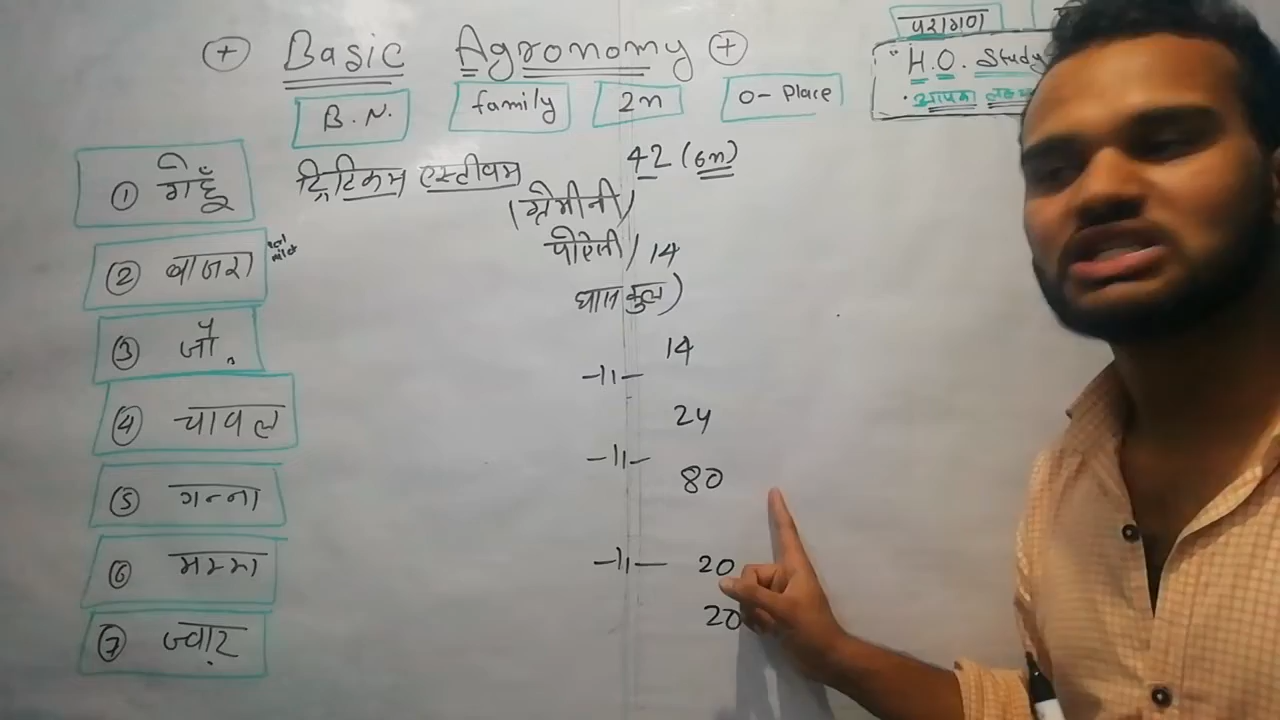 + Basic Agronomy +
परागण
"H.O. Study
B.N. family 2n O-Place
① गेहूँ ट्रिटिकम एस्टीवम 42 (6n)
(ग्रेमीनी/
② बाजरा पोएसी/ 14
घास कुल)
③ जौ 14
-11-
④ चावल 24
-11-
⑤ गन्ना 80
⑥ मक्का -11- 20
⑦ ज्वार 20